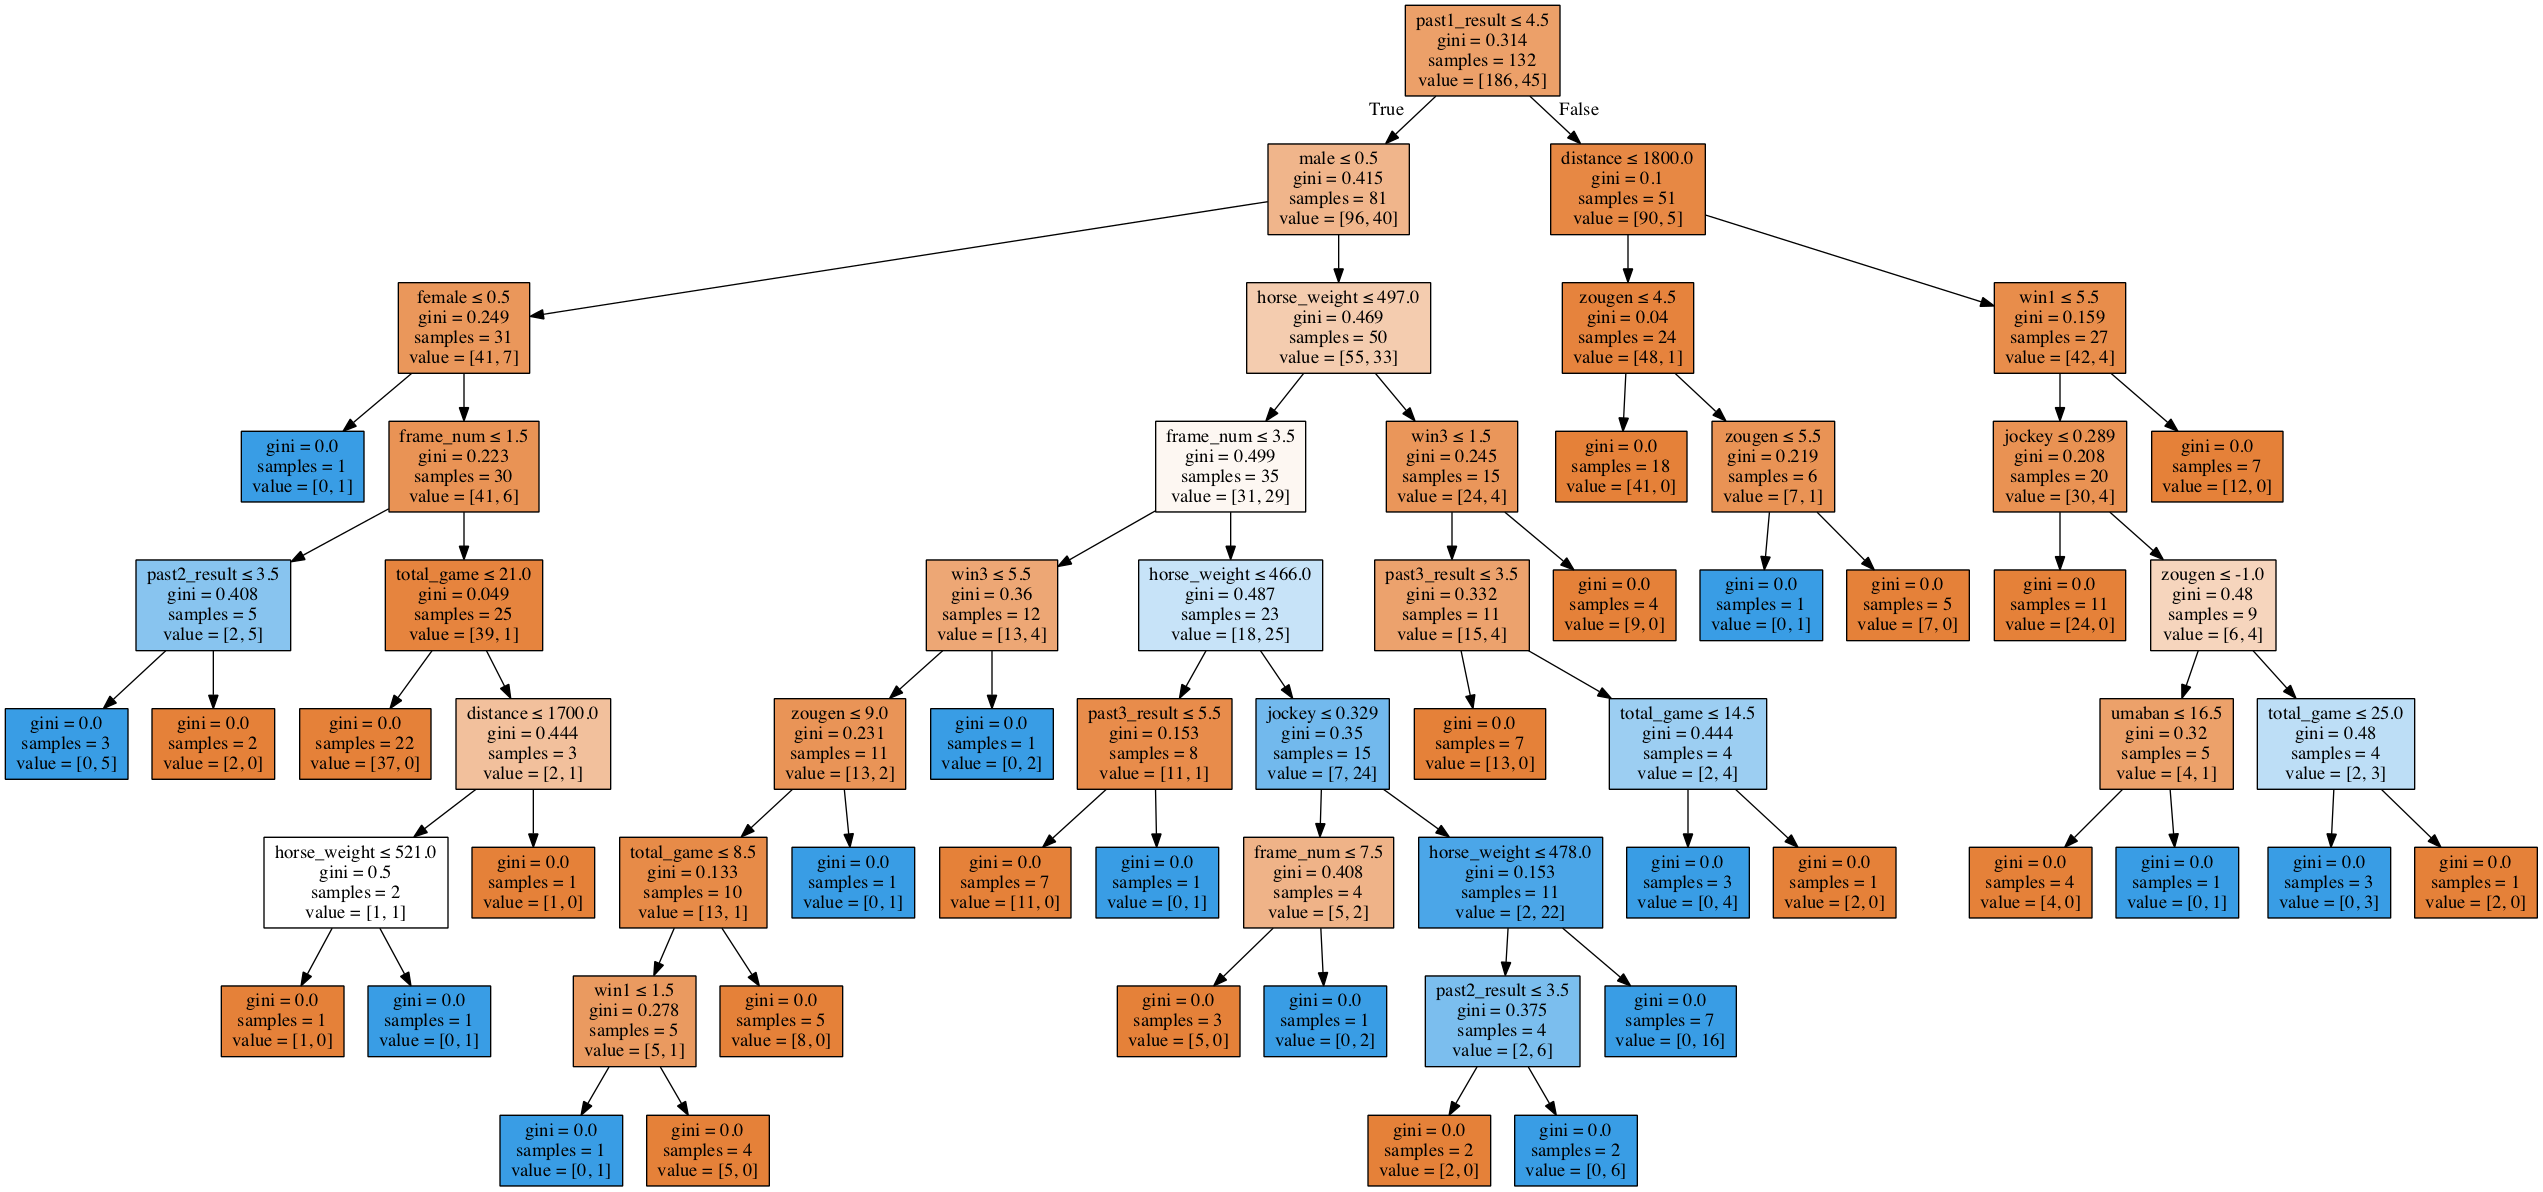 past1_result ≤ 4.5
gini = 0.314
samples = 132
value = [186, 45]
True
False
male ≤ 0.5
gini = 0.415
samples = 81
value = [96, 40]
distance ≤ 1800.0
gini = 0.1
samples = 51
value = [90, 5]
female ≤ 0.5
gini = 0.249
samples = 31
value = [41, 7]
horse_weight ≤ 497.0
gini = 0.469
samples = 50
value = [55, 33]
zougen ≤ 4.5
gini = 0.04
samples = 24
value = [48, 1]
win1 ≤ 5.5
gini = 0.159
samples = 27
value = [42, 4]
gini = 0.0
samples = 1
value = [0, 1]
frame_num ≤ 1.5
gini = 0.223
samples = 30
value = [41, 6]
frame_num ≤ 3.5
gini = 0.499
samples = 35
value = [31, 29]
win3 ≤ 1.5
gini = 0.245
samples = 15
value = [24, 4]
gini = 0.0
samples = 18
value = [41, 0]
zougen ≤ 5.5
gini = 0.219
samples = 6
value = [7, 1]
jockey ≤ 0.289
gini = 0.208
samples = 20
value = [30, 4]
gini = 0.0
samples = 7
value = [12, 0]
past2_result ≤ 3.5
gini = 0.408
samples = 5
value = [2, 5]
total_game ≤ 21.0
gini = 0.049
samples = 25
value = [39, 1]
win3 ≤ 5.5
gini = 0.36
samples = 12
value = [13, 4]
horse_weight ≤ 466.0
gini = 0.487
samples = 23
value = [18, 25]
past3_result ≤ 3.5
gini = 0.332
samples = 11
value = [15, 4]
gini = 0.0
samples = 4
value = [9, 0]
gini = 0.0
samples = 1
value = [0, 1]
gini = 0.0
samples = 5
value = [7, 0]
gini = 0.0
samples = 11
value = [24, 0]
zougen ≤ -1.0
gini = 0.48
samples = 9
value = [6, 4]
gini = 0.0
samples = 3
value = [0, 5]
gini = 0.0
samples = 2
value = [2, 0]
gini = 0.0
samples = 22
value = [37, 0]
distance ≤ 1700.0
gini = 0.444
samples = 3
value = [2, 1]
zougen ≤ 9.0
gini = 0.231
samples = 11
value = [13, 2]
gini = 0.0
samples = 1
value = [0, 2]
past3_result ≤ 5.5
gini = 0.153
samples = 8
value = [11, 1]
jockey ≤ 0.329
gini = 0.35
samples = 15
value = [7, 24]
gini = 0.0
samples = 7
value = [13, 0]
total_game ≤ 14.5
gini = 0.444
samples = 4
value = [2, 4]
umaban ≤ 16.5
gini = 0.32
samples = 5
value = [4, 1]
total_game ≤ 25.0
gini = 0.48
samples = 4
value = [2, 3]
horse_weight ≤ 521.0
gini = 0.5
samples = 2
value = [1, 1]
gini = 0.0
samples = 1
value = [1, 0]
total_game ≤ 8.5
gini = 0.133
samples = 10
value = [13, 1]
gini = 0.0
samples = 1
value = [0, 1]
gini = 0.0
samples = 7
value = [11, 0]
gini = 0.0
samples = 1
value = [0, 1]
frame_num ≤ 7.5
gini = 0.408
samples = 4
value = [5, 2]
horse_weight ≤ 478.0
gini = 0.153
samples = 11
value = [2, 22]
gini = 0.0
samples = 3
value = [0, 4]
gini = 0.0
samples = 1
value = [2, 0]
gini = 0.0
samples = 4
value = [4, 0]
gini = 0.0
samples = 1
value = [0, 1]
gini = 0.0
samples = 3
value = [0, 3]
gini = 0.0
samples = 1
value = [2, 0]
gini = 0.0
samples = 1
value = [1, 0]
gini = 0.0
samples = 1
value = [0, 1]
win1 ≤ 1.5
gini = 0.278
samples = 5
value = [5, 1]
gini = 0.0
samples = 5
value = [8, 0]
gini = 0.0
samples = 3
value = [5, 0]
gini = 0.0
samples = 1
value = [0, 2]
past2_result ≤ 3.5
gini = 0.375
samples = 4
value = [2, 6]
gini = 0.0
samples = 7
value = [0, 16]
gini = 0.0
samples = 1
value = [0, 1]
gini = 0.0
samples = 4
value = [5, 0]
gini = 0.0
samples = 2
value = [2, 0]
gini = 0.0
samples = 2
value = [0, 6]